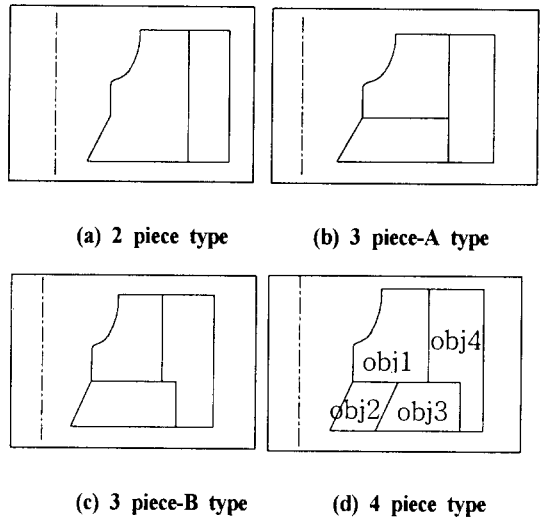 (a) 2 piece type
(b) 3 piece-A type
obj1
obj4
obj2
obj3
(c) 3 piece-B type
(d) 4 piece type